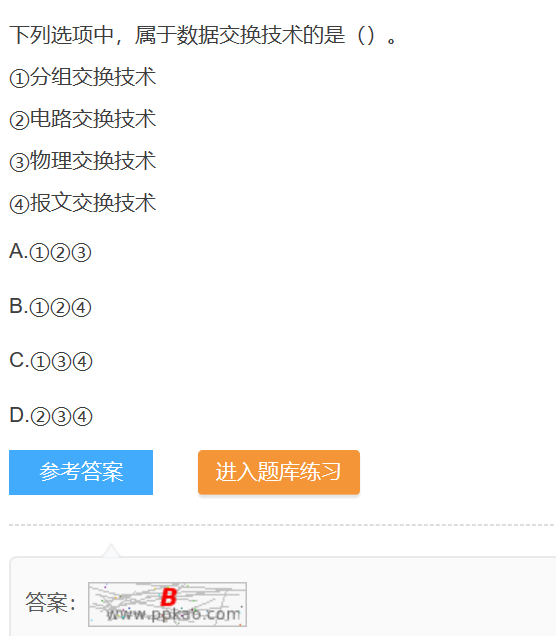 下列选项中，属于数据交换技术的是（）。
①分组交换技术
②电路交换技术
③物理交换技术
④报文交换技术
A.①②③
B.①②④
C.①③④
D.②③④
参考答案 进入题库练习
答案： B
www.ppkao.com